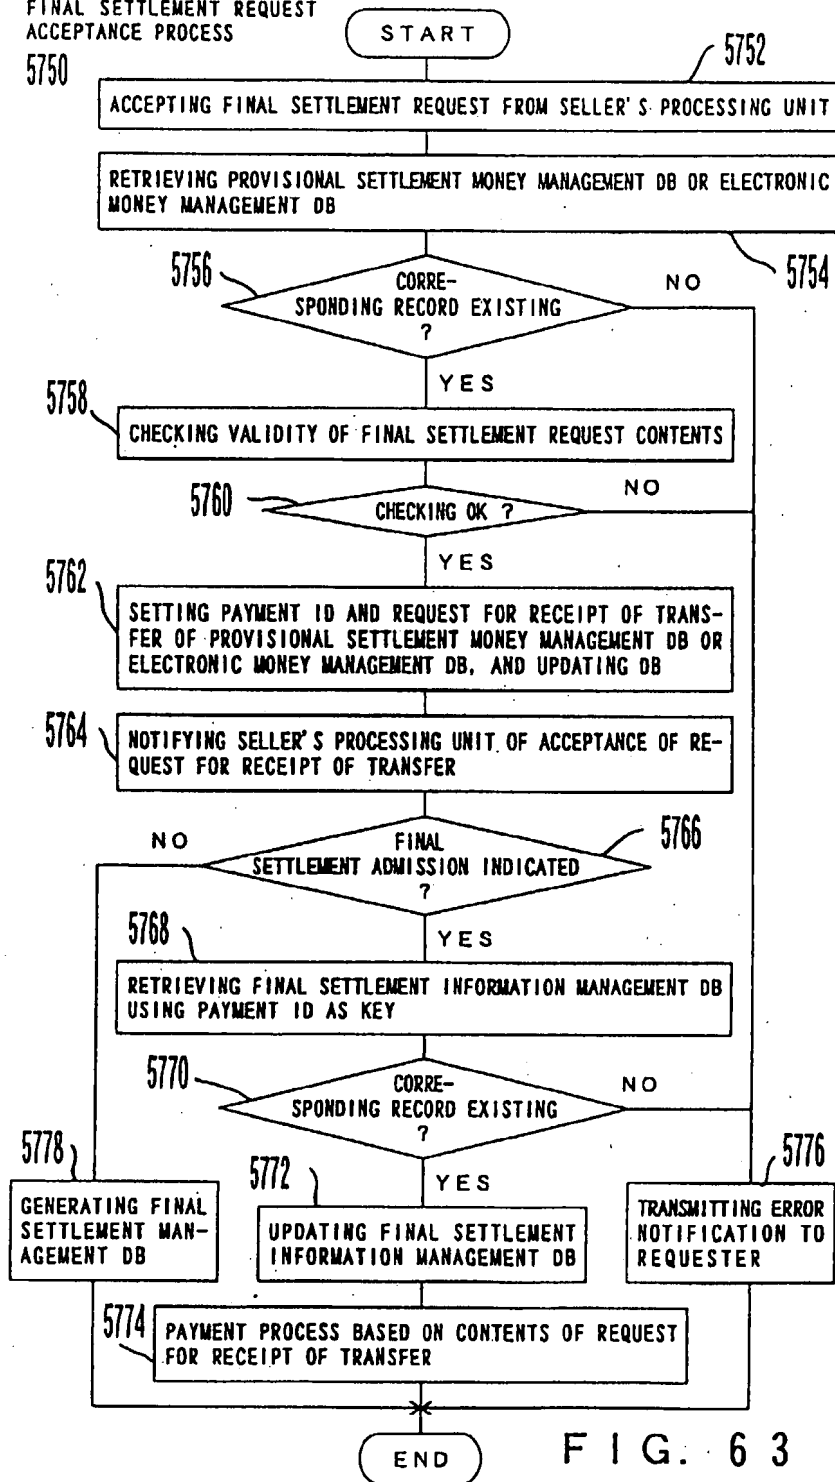 FINAL SETTLEMENT REQUEST
ACCEPTANCE PROCESS
5750
START
5752
ACCEPTING FINAL SETTLEMENT REQUEST FROM SELLER'S PROCESSING UNIT
RETRIEVING PROVISIONAL SETTLEMENT MONEY MANAGEMENT DB OR ELECTRONIC
MONEY MANAGEMENT DB
5754
5756
CORRE-
SPONDING RECORD EXISTING
?
NO
YES
5758
CHECKING VALIDITY OF FINAL SETTLEMENT REQUEST CONTENTS
5760
CHECKING OK ?
NO
YES
5762
SETTING PAYMENT ID AND REQUEST FOR RECEIPT OF TRANS-
FER OF PROVISIONAL SETTLEMENT MONEY MANAGEMENT DB OR
ELECTRONIC MONEY MANAGEMENT DB, AND UPDATING DB
5764
NOTIFYING SELLER'S PROCESSING UNIT OF ACCEPTANCE OF RE-
QUEST FOR RECEIPT OF TRANSFER
NO
FINAL
SETTLEMENT ADMISSION INDICATED
?
5766
YES
5768
RETRIEVING FINAL SETTLEMENT INFORMATION MANAGEMENT DB
USING PAYMENT ID AS KEY
5770
CORRE-
SPONDING RECORD EXISTING
?
NO
YES
5778
GENERATING FINAL
SETTLEMENT MAN-
AGEMENT DB
5772
UPDATING FINAL SETTLEMENT
INFORMATION MANAGEMENT DB
5776
TRANSMITTING ERROR
NOTIFICATION TO
REQUESTER
5774
PAYMENT PROCESS BASED ON CONTENTS OF REQUEST
FOR RECEIPT OF TRANSFER
END
FIG. 63